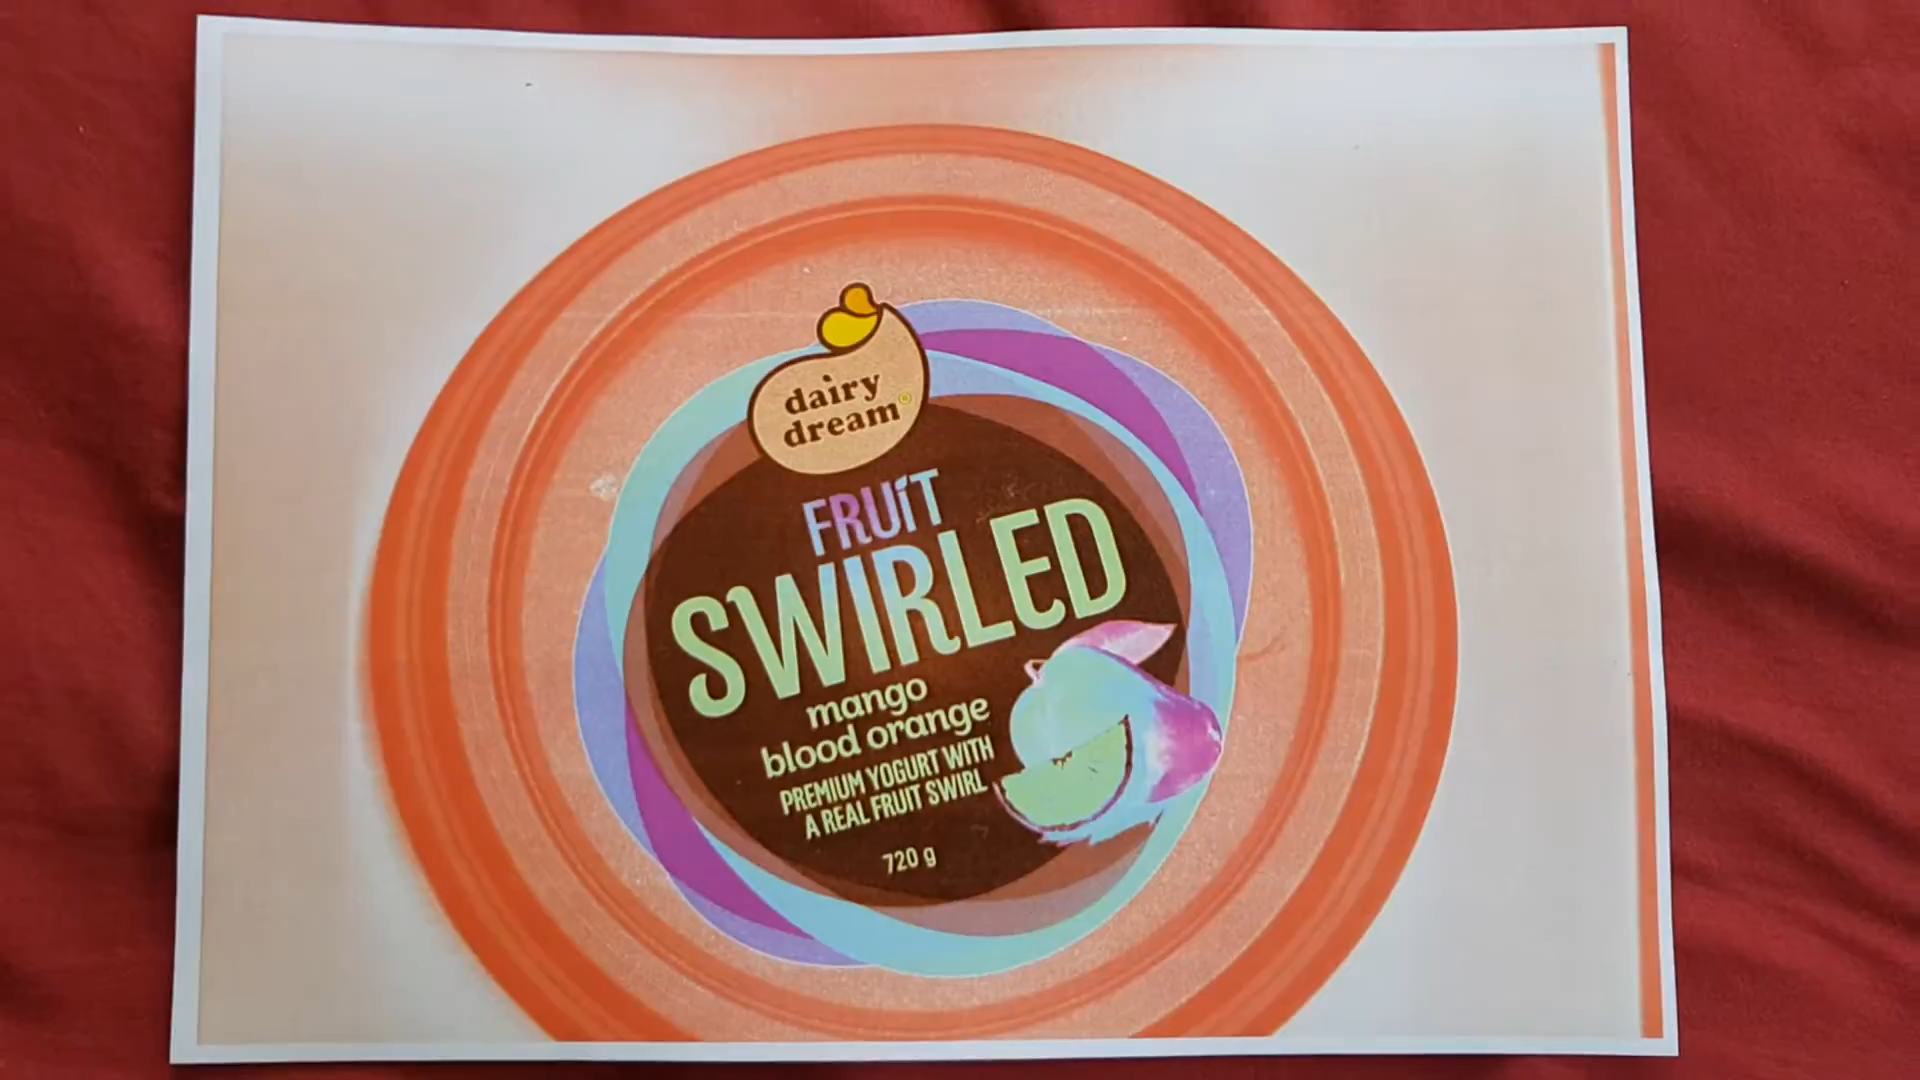 dairy
dream®
FRUiT
SWIRLED
mango
blood orange
PREMIUM YOGURT WITH
A REAL FRUIT SWIRL
720 g